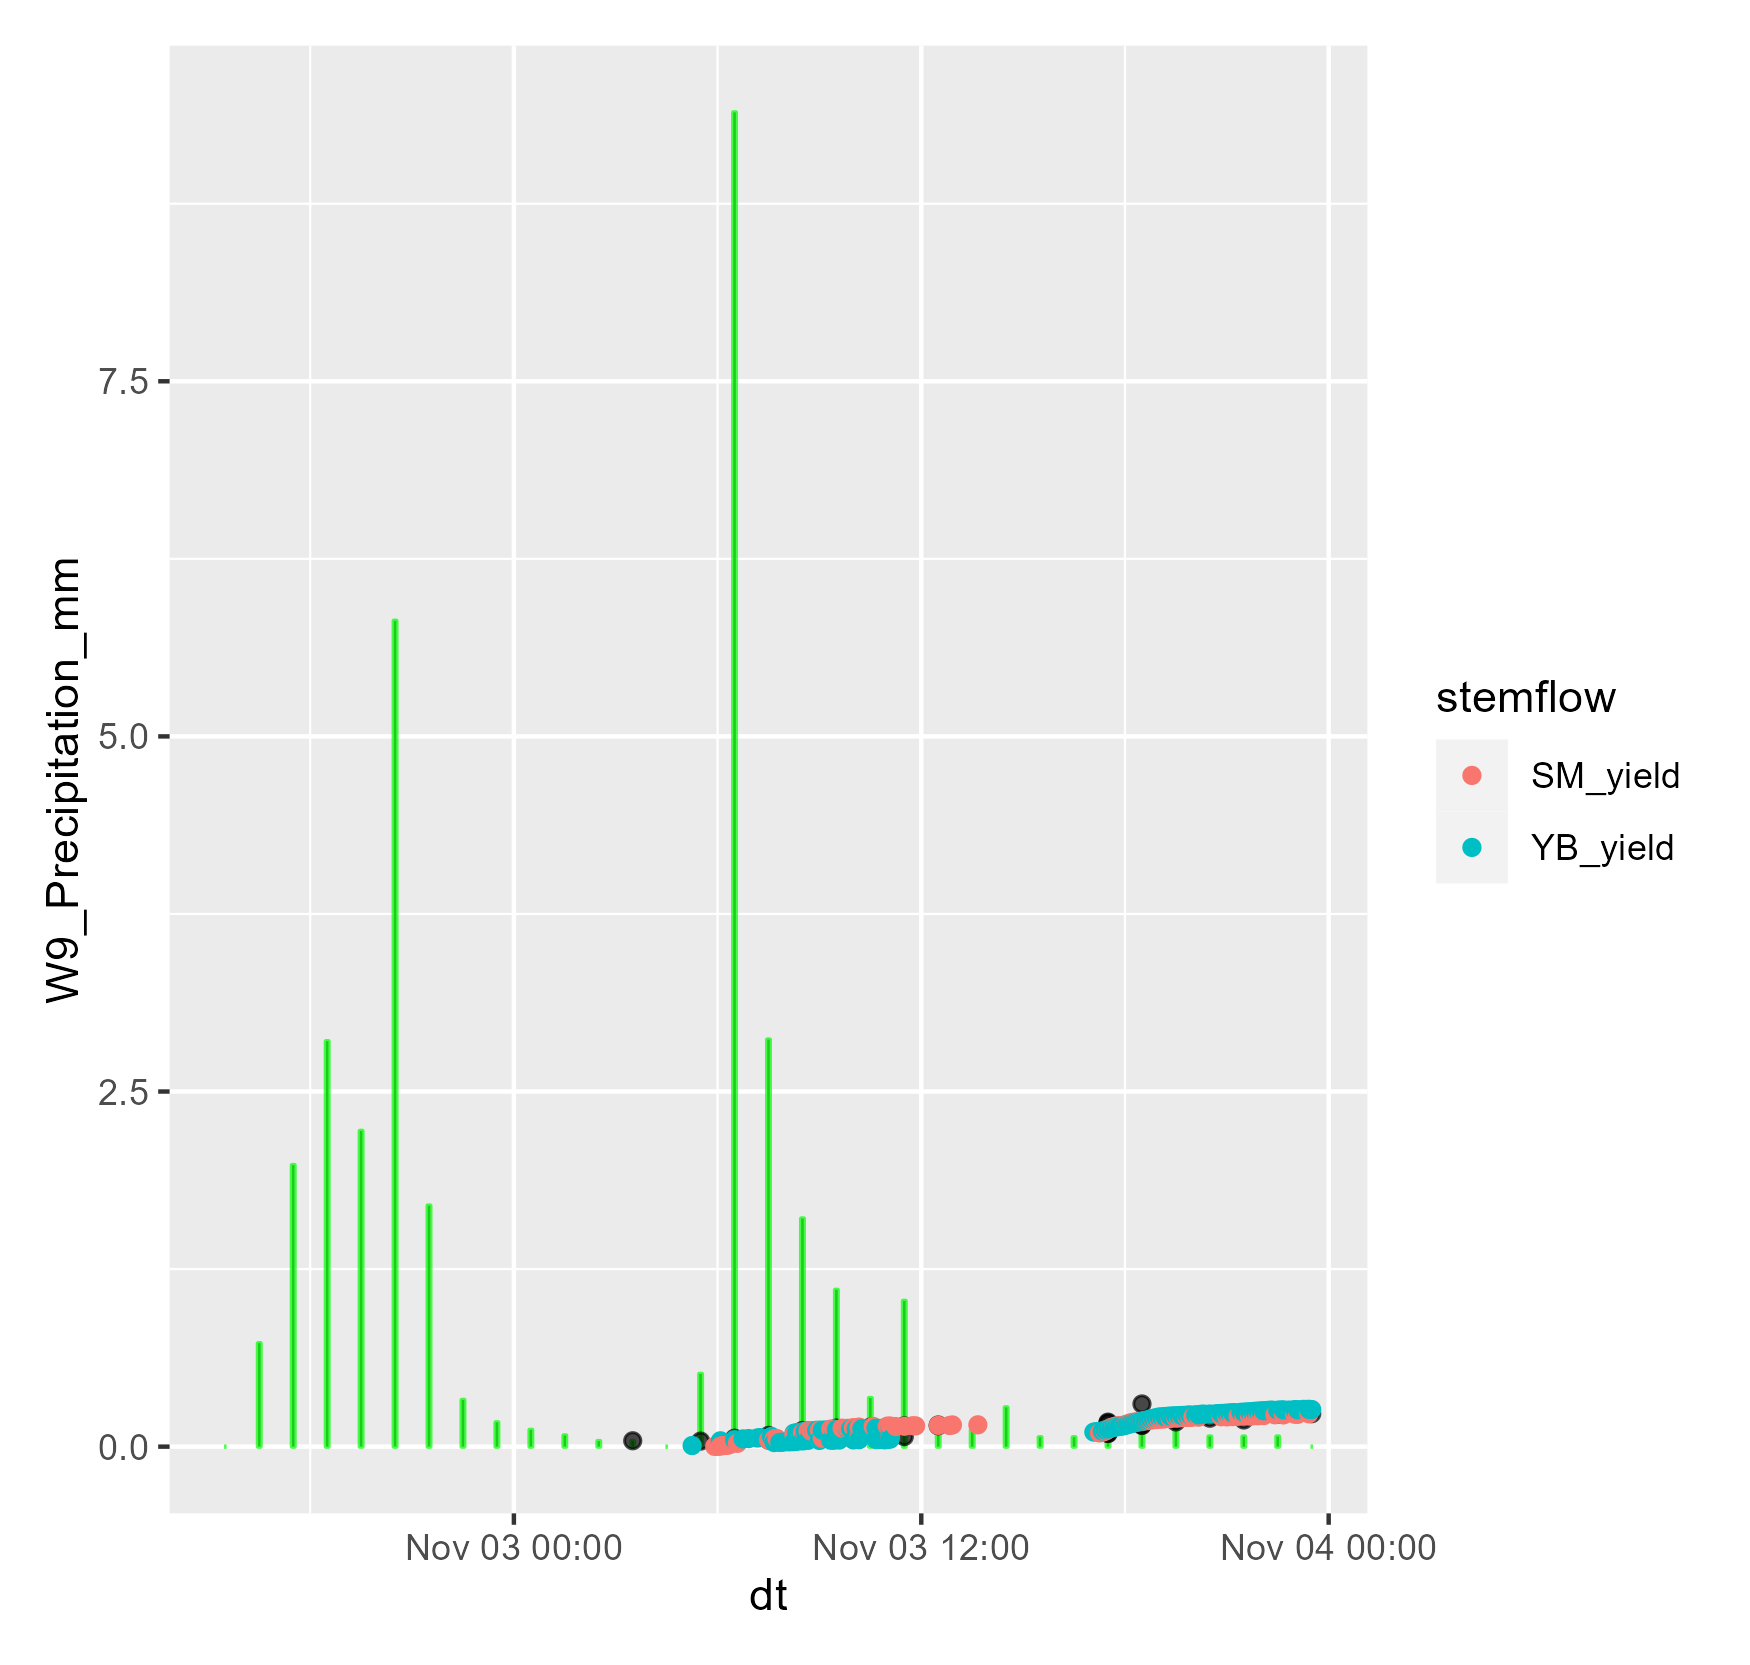 W9_Precipitation_mm
7.5
5.0
2.5
0.0
Nov 03 00:00
Nov 03 12:00
Nov 04 00:00
dt
stemflow
SM_yield
YB_yield